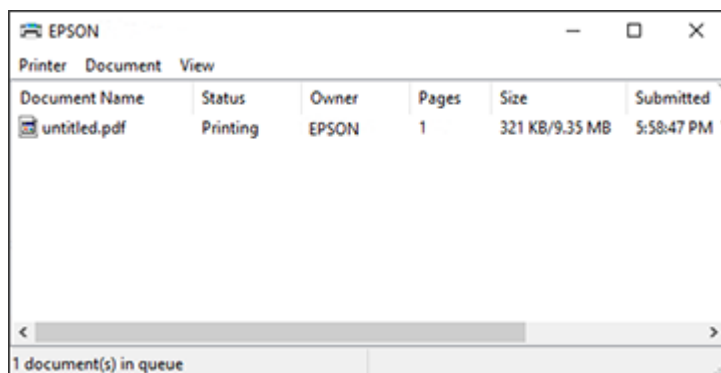 EPSON
Printer Document View
Document Name Status Owner Pages Size Submitted
untitled.pdf Printing EPSON 1 321 KB/9.35 MB 5:58:47 PM
1 document(s) in queue